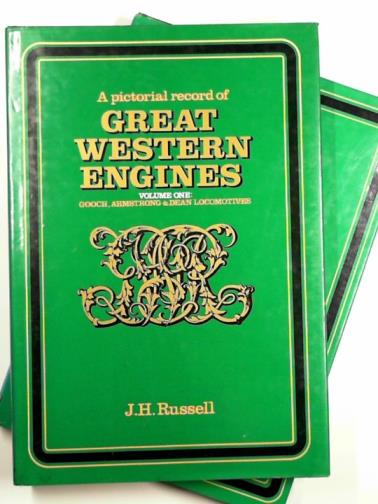 A pictorial record of
GREAT
WESTERN
ENGINES
VOLUME ONE:
GOOCH, ARMSTRONG & DEAN LOCOMOTIVES
J.H. Russell